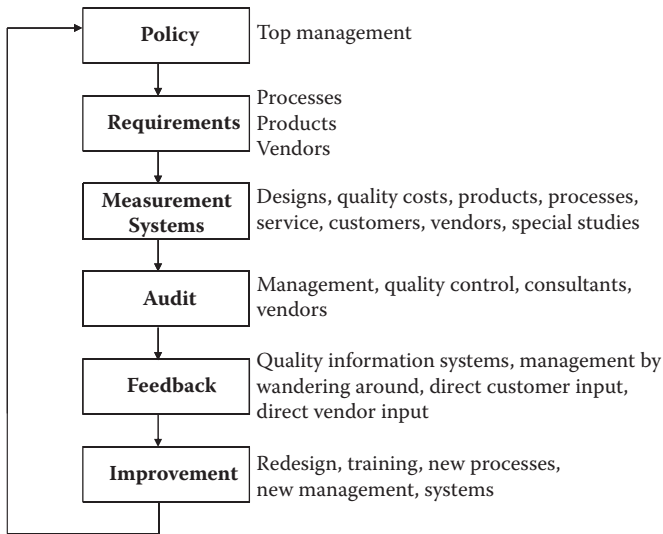 Policy
Top management
Requirements
Processes
Products
Vendors
Measurement
Systems
Designs, quality costs, products, processes,
service, customers, vendors, special studies
Audit
Management, quality control, consultants,
vendors
Feedback
Quality information systems, management by
wandering around, direct customer input,
direct vendor input
Improvement
Redesign, training, new processes,
new management, systems